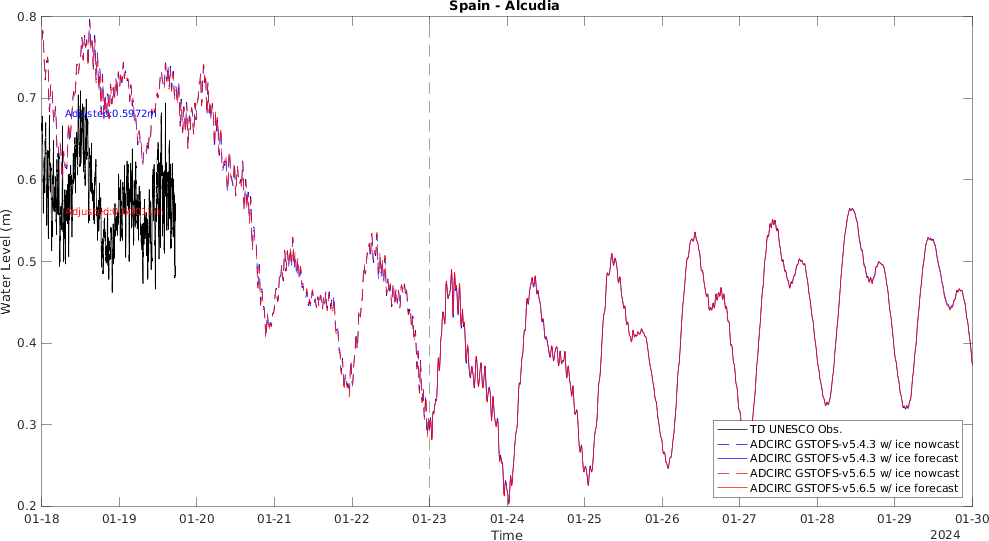 Spain - Alcudia
0.8
0.7
0.6
0.5
0.4
0.3
0.2
Water Level (m)
Adjusted:0.5972m
TD UNESCO Obs.
ADCIRC GSTOFS-v5.4.3 w/ ice nowcast
ADCIRC GSTOFS-v5.4.3 w/ ice forecast
ADCIRC GSTOFS-v5.6.5 w/ ice nowcast
ADCIRC GSTOFS-v5.6.5 w/ ice forecast
01-18 01-19 01-20 01-21 01-22 01-23 01-24 01-25 01-26 01-27 01-28 01-29 01-30
Time
2024